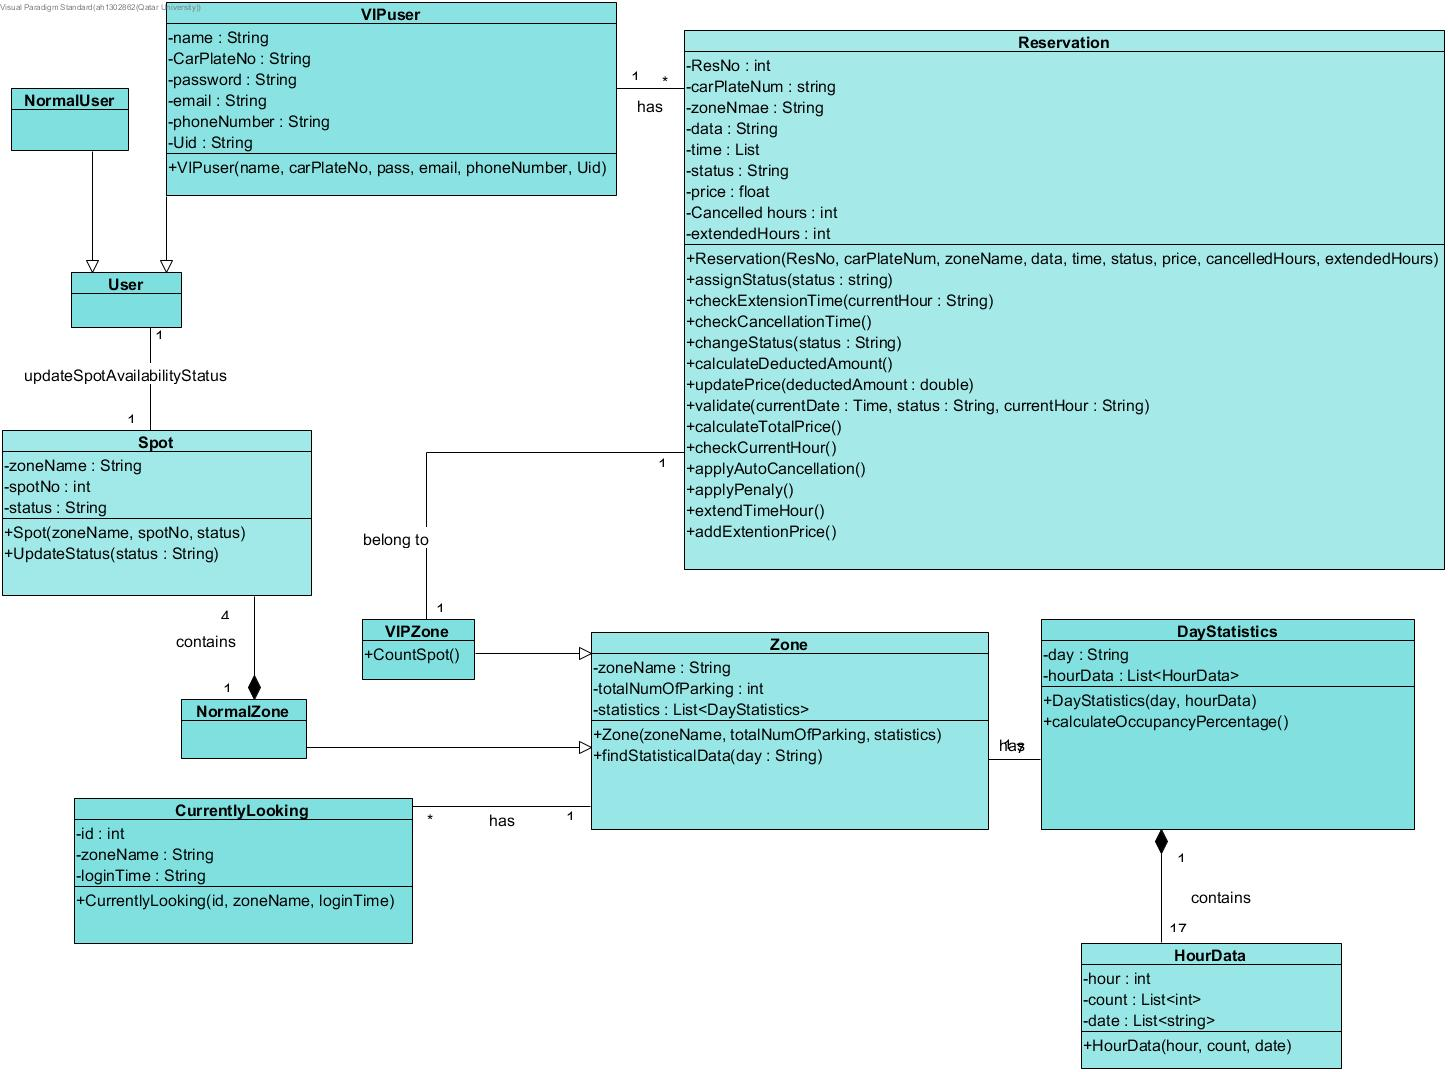 Visual Paradigm Standard(ah1302862(Qatar University))
VIPuser
-name : String
-CarPlateNo : String
-password : String
-email : String
-phoneNumber : String
-Uid : String
+VIPuser(name, carPlateNo, pass, email, phoneNumber, Uid)
NormalUser
1
*
has
Reservation
-ResNo : int
-carPlateNum : string
-zoneNmae : String
-data : String
-time : List
-status : String
-price : float
-Cancelled hours : int
-extendedHours : int
+Reservation(ResNo, carPlateNum, zoneName, data, time, status, price, cancelledHours, extendedHours)
+assignStatus(status : string)
+checkExtensionTime(currentHour : String)
+checkCancellationTime()
+changeStatus(status : String)
+calculateDeductedAmount()
+updatePrice(deductedAmount : double)
+validate(currentDate : Time, status : String, currentHour : String)
+calculateTotalPrice()
+checkCurrentHour()
+applyAutoCancellation()
+applyPenaly()
+extendTimeHour()
+addExtentionPrice()
User
1
updateSpotAvailabilityStatus
1
Spot
-zoneName : String
-spotNo : int
-status : String
+Spot(zoneName, spotNo, status)
+UpdateStatus(status : String)
1
belong to
1
4
contains
1
VIPZone
+CountSpot()
NormalZone
Zone
-zoneName : String
-totalNumOfParking : int
-statistics : List<DayStatistics>
+Zone(zoneName, totalNumOfParking, statistics)
+findStatisticalData(day : String)
has
DayStatistics
-day : String
-hourData : List<HourData>
+DayStatistics(day, hourData)
+calculateOccupancyPercentage()
CurrentlyLooking
-id : int
-zoneName : String
-loginTime : String
+CurrentlyLooking(id, zoneName, loginTime)
*
has
1
1
contains
17
HourData
-hour : int
-count : List<int>
-date : List<string>
+HourData(hour, count, date)